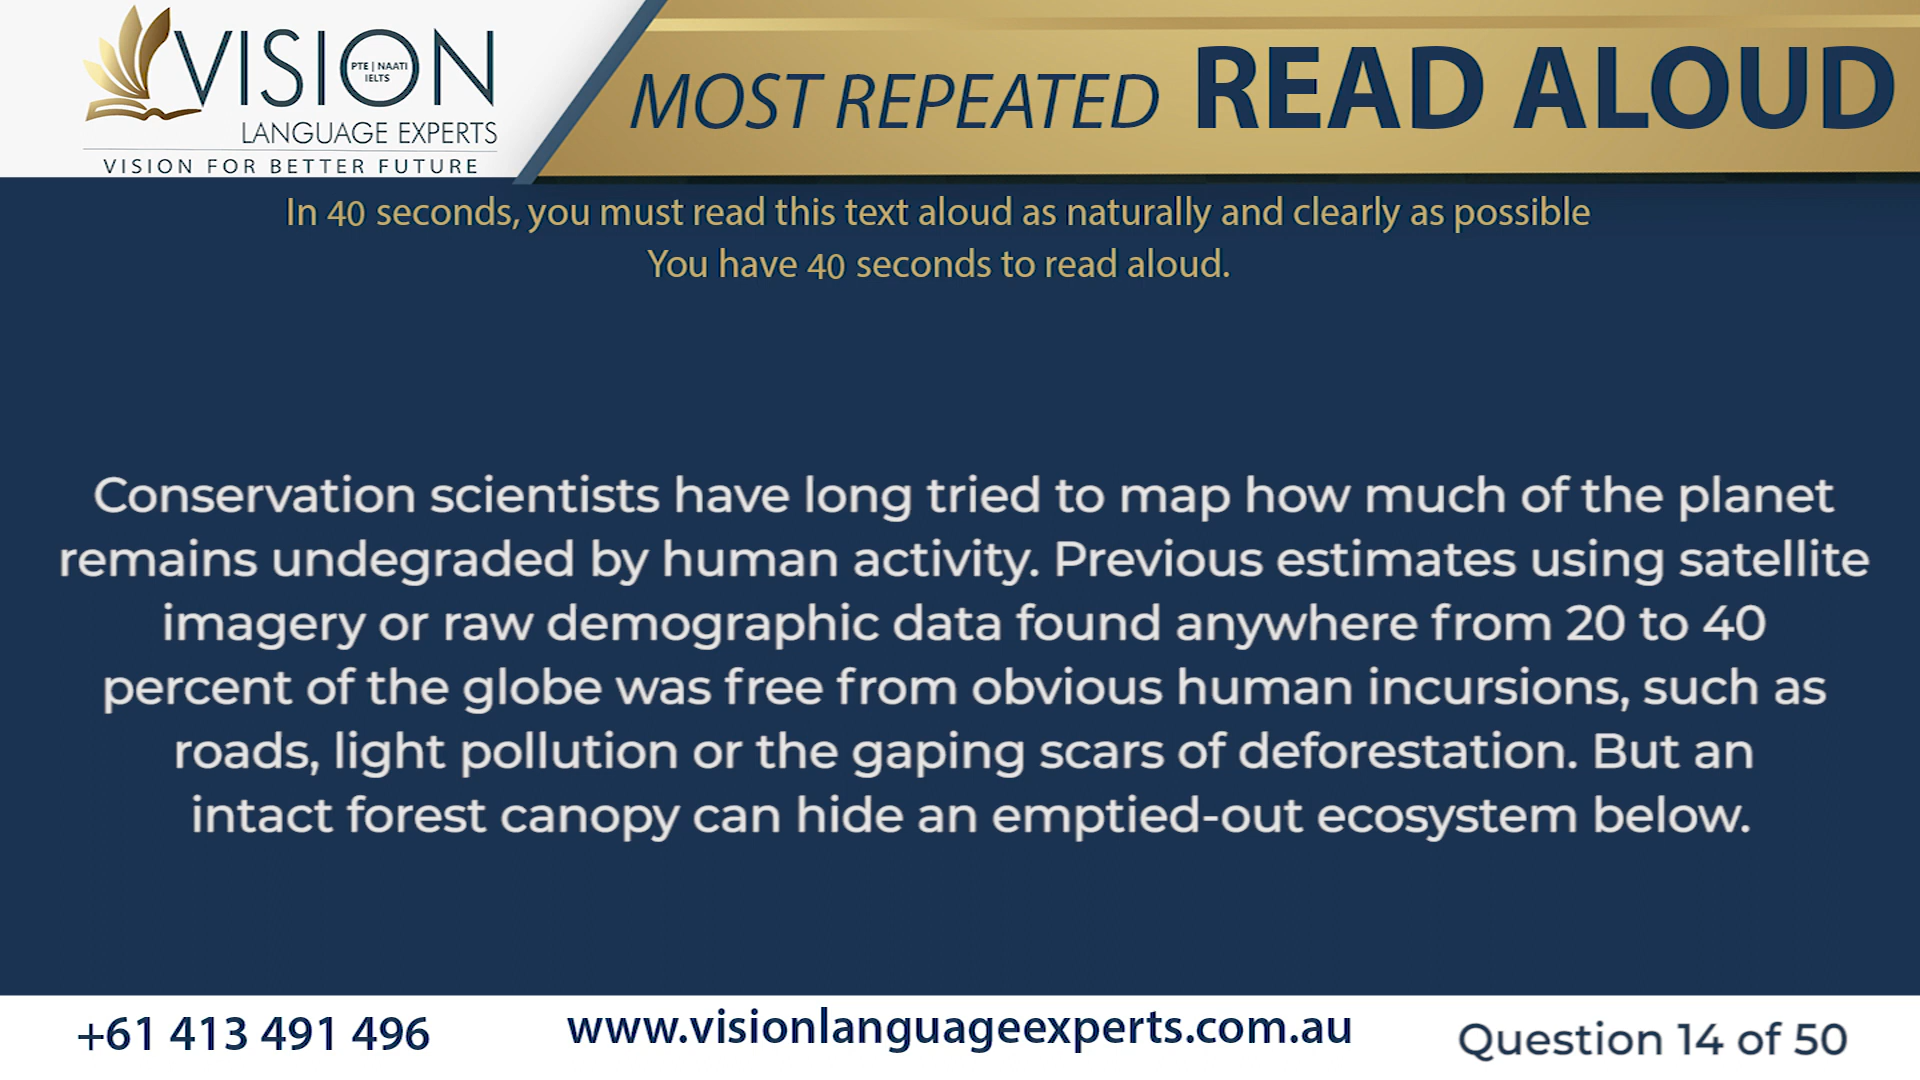 VISION
PTE | NAATI
IELTS
LANGUAGE EXPERTS
VISION FOR BETTER FUTURE
MOST REPEATED READ ALOUD
In 40 seconds, you must read this text aloud as naturally and clearly as possible
You have 40 seconds to read aloud.
Conservation scientists have long tried to map how much of the planet
remains undegraded by human activity. Previous estimates using satellite
imagery or raw demographic data found anywhere from 20 to 40
percent of the globe was free from obvious human incursions, such as
roads, light pollution or the gaping scars of deforestation. But an
intact forest canopy can hide an emptied-out ecosystem below.
+61 413 491 496
www.visionlanguageexperts.com.au
Question 14 of 50